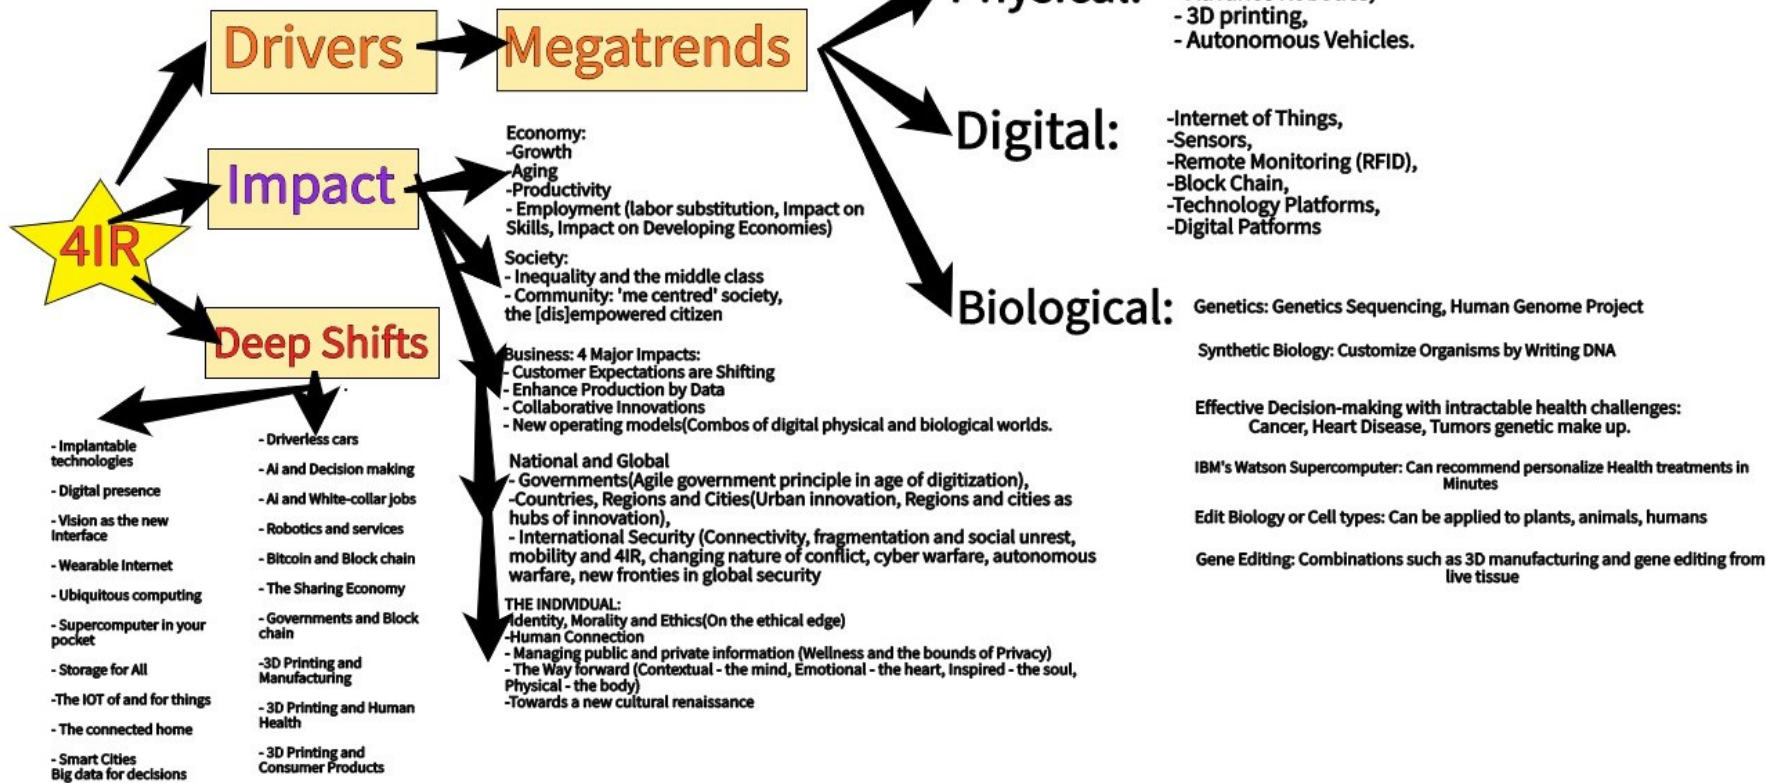 Drivers
Megatrends
- 3D printing,
- Autonomous Vehicles.
Digital:
-Internet of Things,
-Sensors,
-Remote Monitoring (RFID),
-Block Chain,
-Technology Platforms,
-Digital Patforms
Biological:
Genetics: Genetics Sequencing, Human Genome Project
Synthetic Biology: Customize Organisms by Writing DNA
Effective Decision-making with intractable health challenges:
Cancer, Heart Disease, Tumors genetic make up.
IBM's Watson Supercomputer: Can recommend personalize Health treatments in
Minutes
Edit Biology or Cell types: Can be applied to plants, animals, humans
Gene Editing: Combinations such as 3D manufacturing and gene editing from
live tissue
4IR
Impact
Economy:
-Growth
-Aging
-Productivity
- Employment (labor substitution, Impact on
Skills, Impact on Developing Economies)
Society:
- Inequality and the middle class
- Community: 'me centred' society,
the [dis]empowered citizen
Business: 4 Major Impacts:
- Customer Expectations are Shifting
- Enhance Production by Data
- Collaborative Innovations
- New operating models(Combos of digital physical and biological worlds.
National and Global
- Governments(Agile government principle in age of digitization),
-Countries, Regions and Cities(Urban innovation, Regions and cities as
hubs of innovation),
- International Security (Connectivity, fragmentation and social unrest,
mobility and 4IR, changing nature of conflict, cyber warfare, autonomous
warfare, new fronties in global security
THE INDIVIDUAL:
-Identity, Morality and Ethics(On the ethical edge)
-Human Connection
- Managing public and private information (Wellness and the bounds of Privacy)
- The Way forward (Contextual - the mind, Emotional - the heart, Inspired - the soul,
Physical - the body)
-Towards a new cultural renaissance
Deep Shifts
- Implantable
technologies
- Digital presence
- Vision as the new
Interface
- Wearable Internet
- Ubiquitous computing
- Supercomputer in your
pocket
- Storage for All
-The IOT of and for things
- The connected home
- Smart Cities
Big data for decisions
- Driverless cars
- Ai and Decision making
- Ai and White-collar jobs
- Robotics and services
- Bitcoin and Block chain
- The Sharing Economy
- Governments and Block
chain
-3D Printing and
Manufacturing
- 3D Printing and Human
Health
- 3D Printing and
Consumer Products